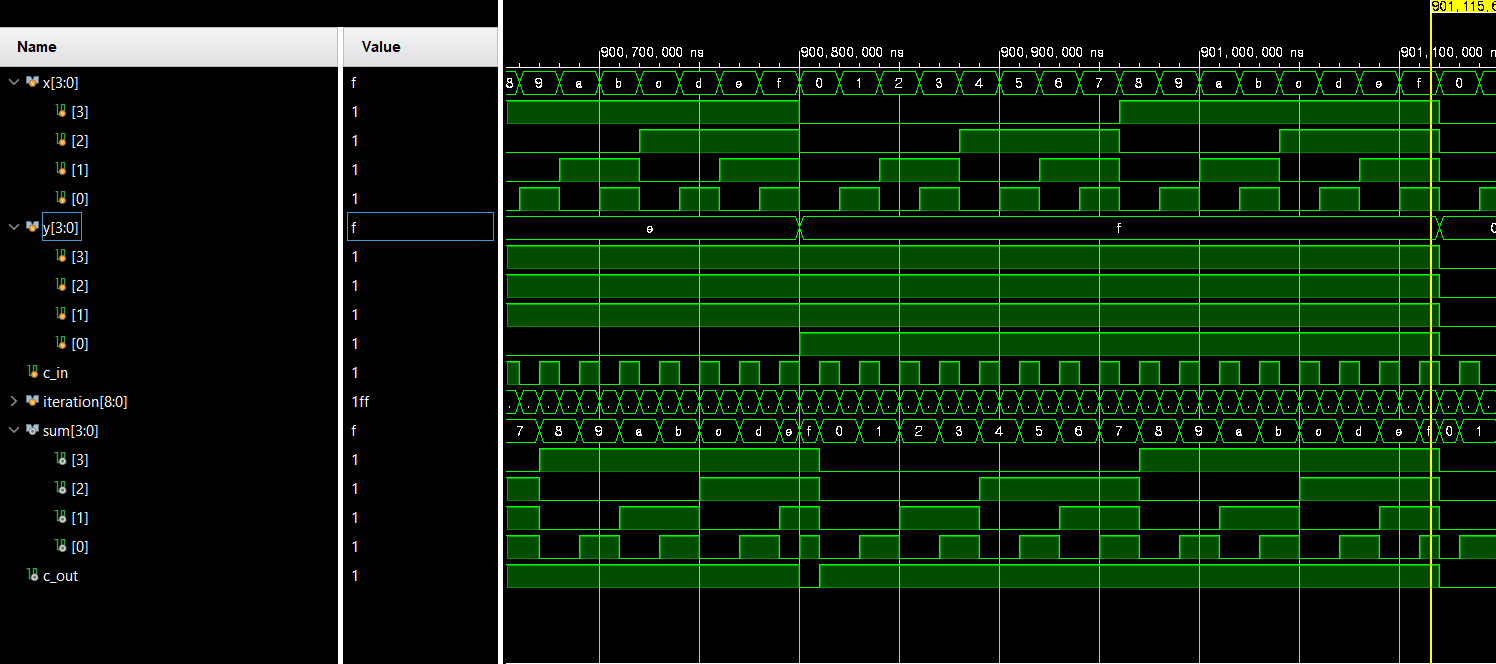 901,115,6
Name Value
900,700,000 ns 900,800,000 ns 900,900,000 ns 901,000,000 ns 901,100,000 n
x[3:0] f 8 9 a b c d e f 0 1 2 3 4 5 6 7 8 9 a b c d e f 0
[3] 1
[2] 1
[1] 1
[0] 1
y[3:0] f e f 0
[3] 1
[2] 1
[1] 1
[0] 1
c_in 1
iteration[8:0] 1ff
sum[3:0] f 7 8 9 a b c d e f 0 1 2 3 4 5 6 7 8 9 a b c d e f 0 1
[3] 1
[2] 1
[1] 1
[0] 1
c_out 1